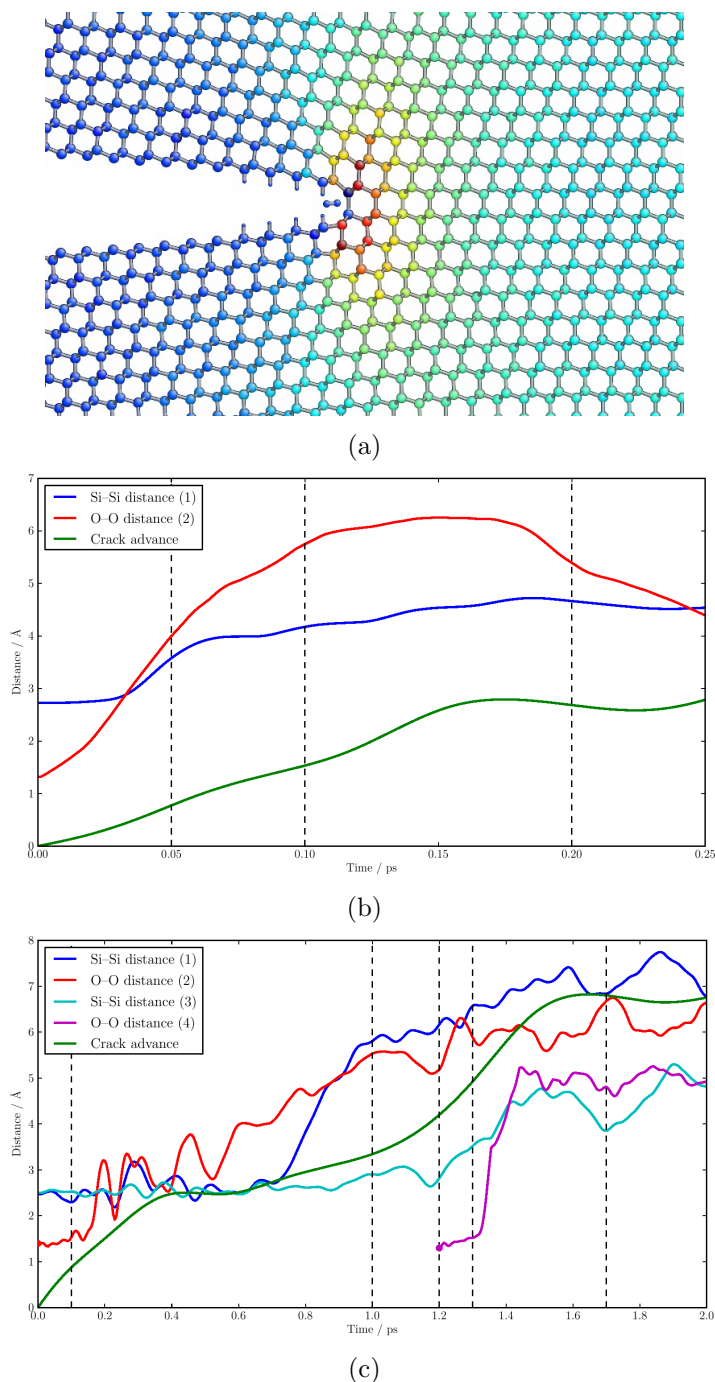 (a)
7
6
5
4
3
2
1
0
Distance / Å
Si–Si distance (1)
O–O distance (2)
Crack advance
0.00 0.05 0.10 0.15 0.20 0.25
Time / ps
(b)
8
7
6
5
4
3
2
1
0
Distance / Å
Si–Si distance (1)
O–O distance (2)
Si–Si distance (3)
O–O distance (4)
Crack advance
0.0 0.2 0.4 0.6 0.8 1.0 1.2 1.4 1.6 1.8 2.0
Time / ps
(c)